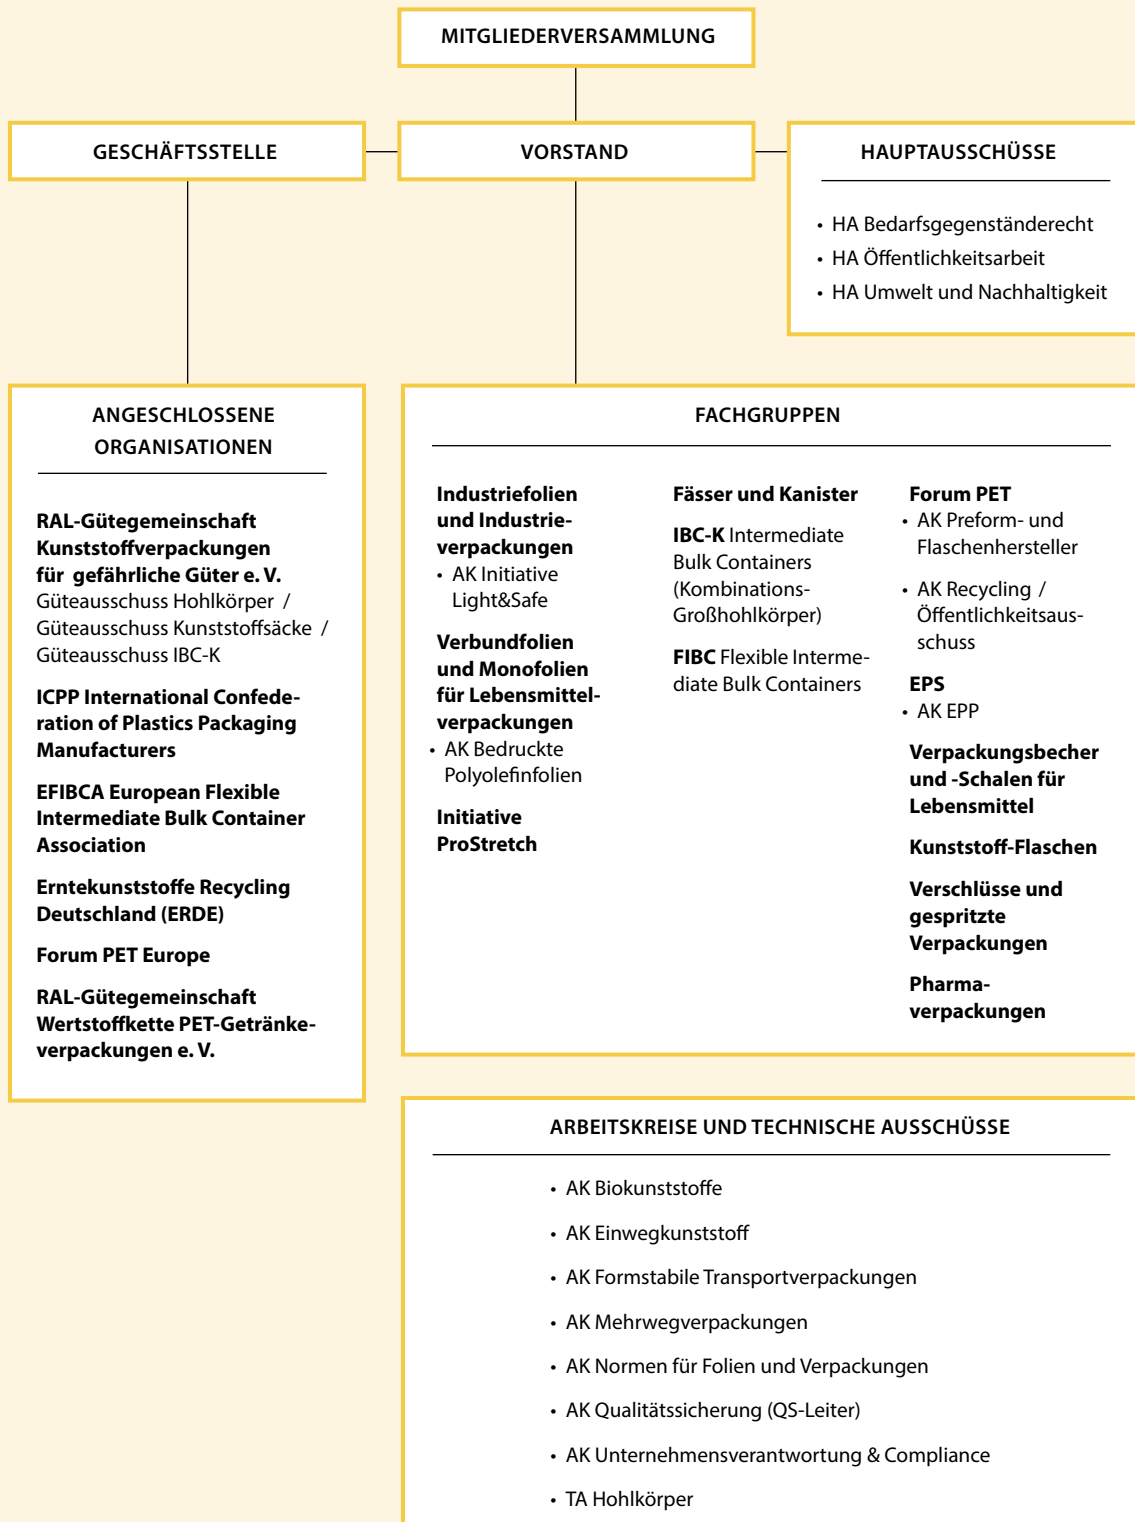 MITGLIEDERVERSAMMLUNG
GESCHÄFTSSTELLE
VORSTAND
HAUPTAUSSCHÜSSE
• HA Bedarfsgegenständerecht
• HA Öffentlichkeitsarbeit
• HA Umwelt und Nachhaltigkeit
ANGESCHLOSSENE
ORGANISATIONEN
RAL-Gütegemeinschaft
Kunststoffverpackungen
für gefährliche Güter e. V.
Güteausschuss Hohlkörper /
Güteausschuss Kunststoffsäcke /
Güteausschuss IBC-K
ICPP International Confede-
ration of Plastics Packaging
Manufacturers
EFIBCA European Flexible
Intermediate Bulk Container
Association
Erntekunststoffe Recycling
Deutschland (ERDE)
Forum PET Europe
RAL-Gütegemeinschaft
Wertstoffkette PET-Getränke-
verpackungen e. V.
FACHGRUPPEN
Industriefolien
und Industrie-
verpackungen
• AK Initiative
Light&Safe
Verbundfolien
und Monofolien
für Lebensmittel-
verpackungen
• AK Bedruckte
Polyolefinfolien
Initiative
ProStretch
Fässer und Kanister
IBC-K Intermediate
Bulk Containers
(Kombinations-
Großhohlkörper)
FIBC Flexible Interme-
diate Bulk Containers
Forum PET
• AK Preform- und
Flaschenhersteller
• AK Recycling /
Öffentlichkeitsaus-
schuss
EPS
• AK EPP
Verpackungsbecher
und -Schalen für
Lebensmittel
Kunststoff-Flaschen
Verschlüsse und
gespritzte
Verpackungen
Pharma-
verpackungen
ARBEITSKREISE UND TECHNISCHE AUSSCHÜSSE
• AK Biokunststoffe
• AK Einwegkunststoff
• AK Formstabile Transportverpackungen
• AK Mehrwegverpackungen
• AK Normen für Folien und Verpackungen
• AK Qualitätssicherung (QS-Leiter)
• AK Unternehmensverantwortung & Compliance
• TA Hohlkörper